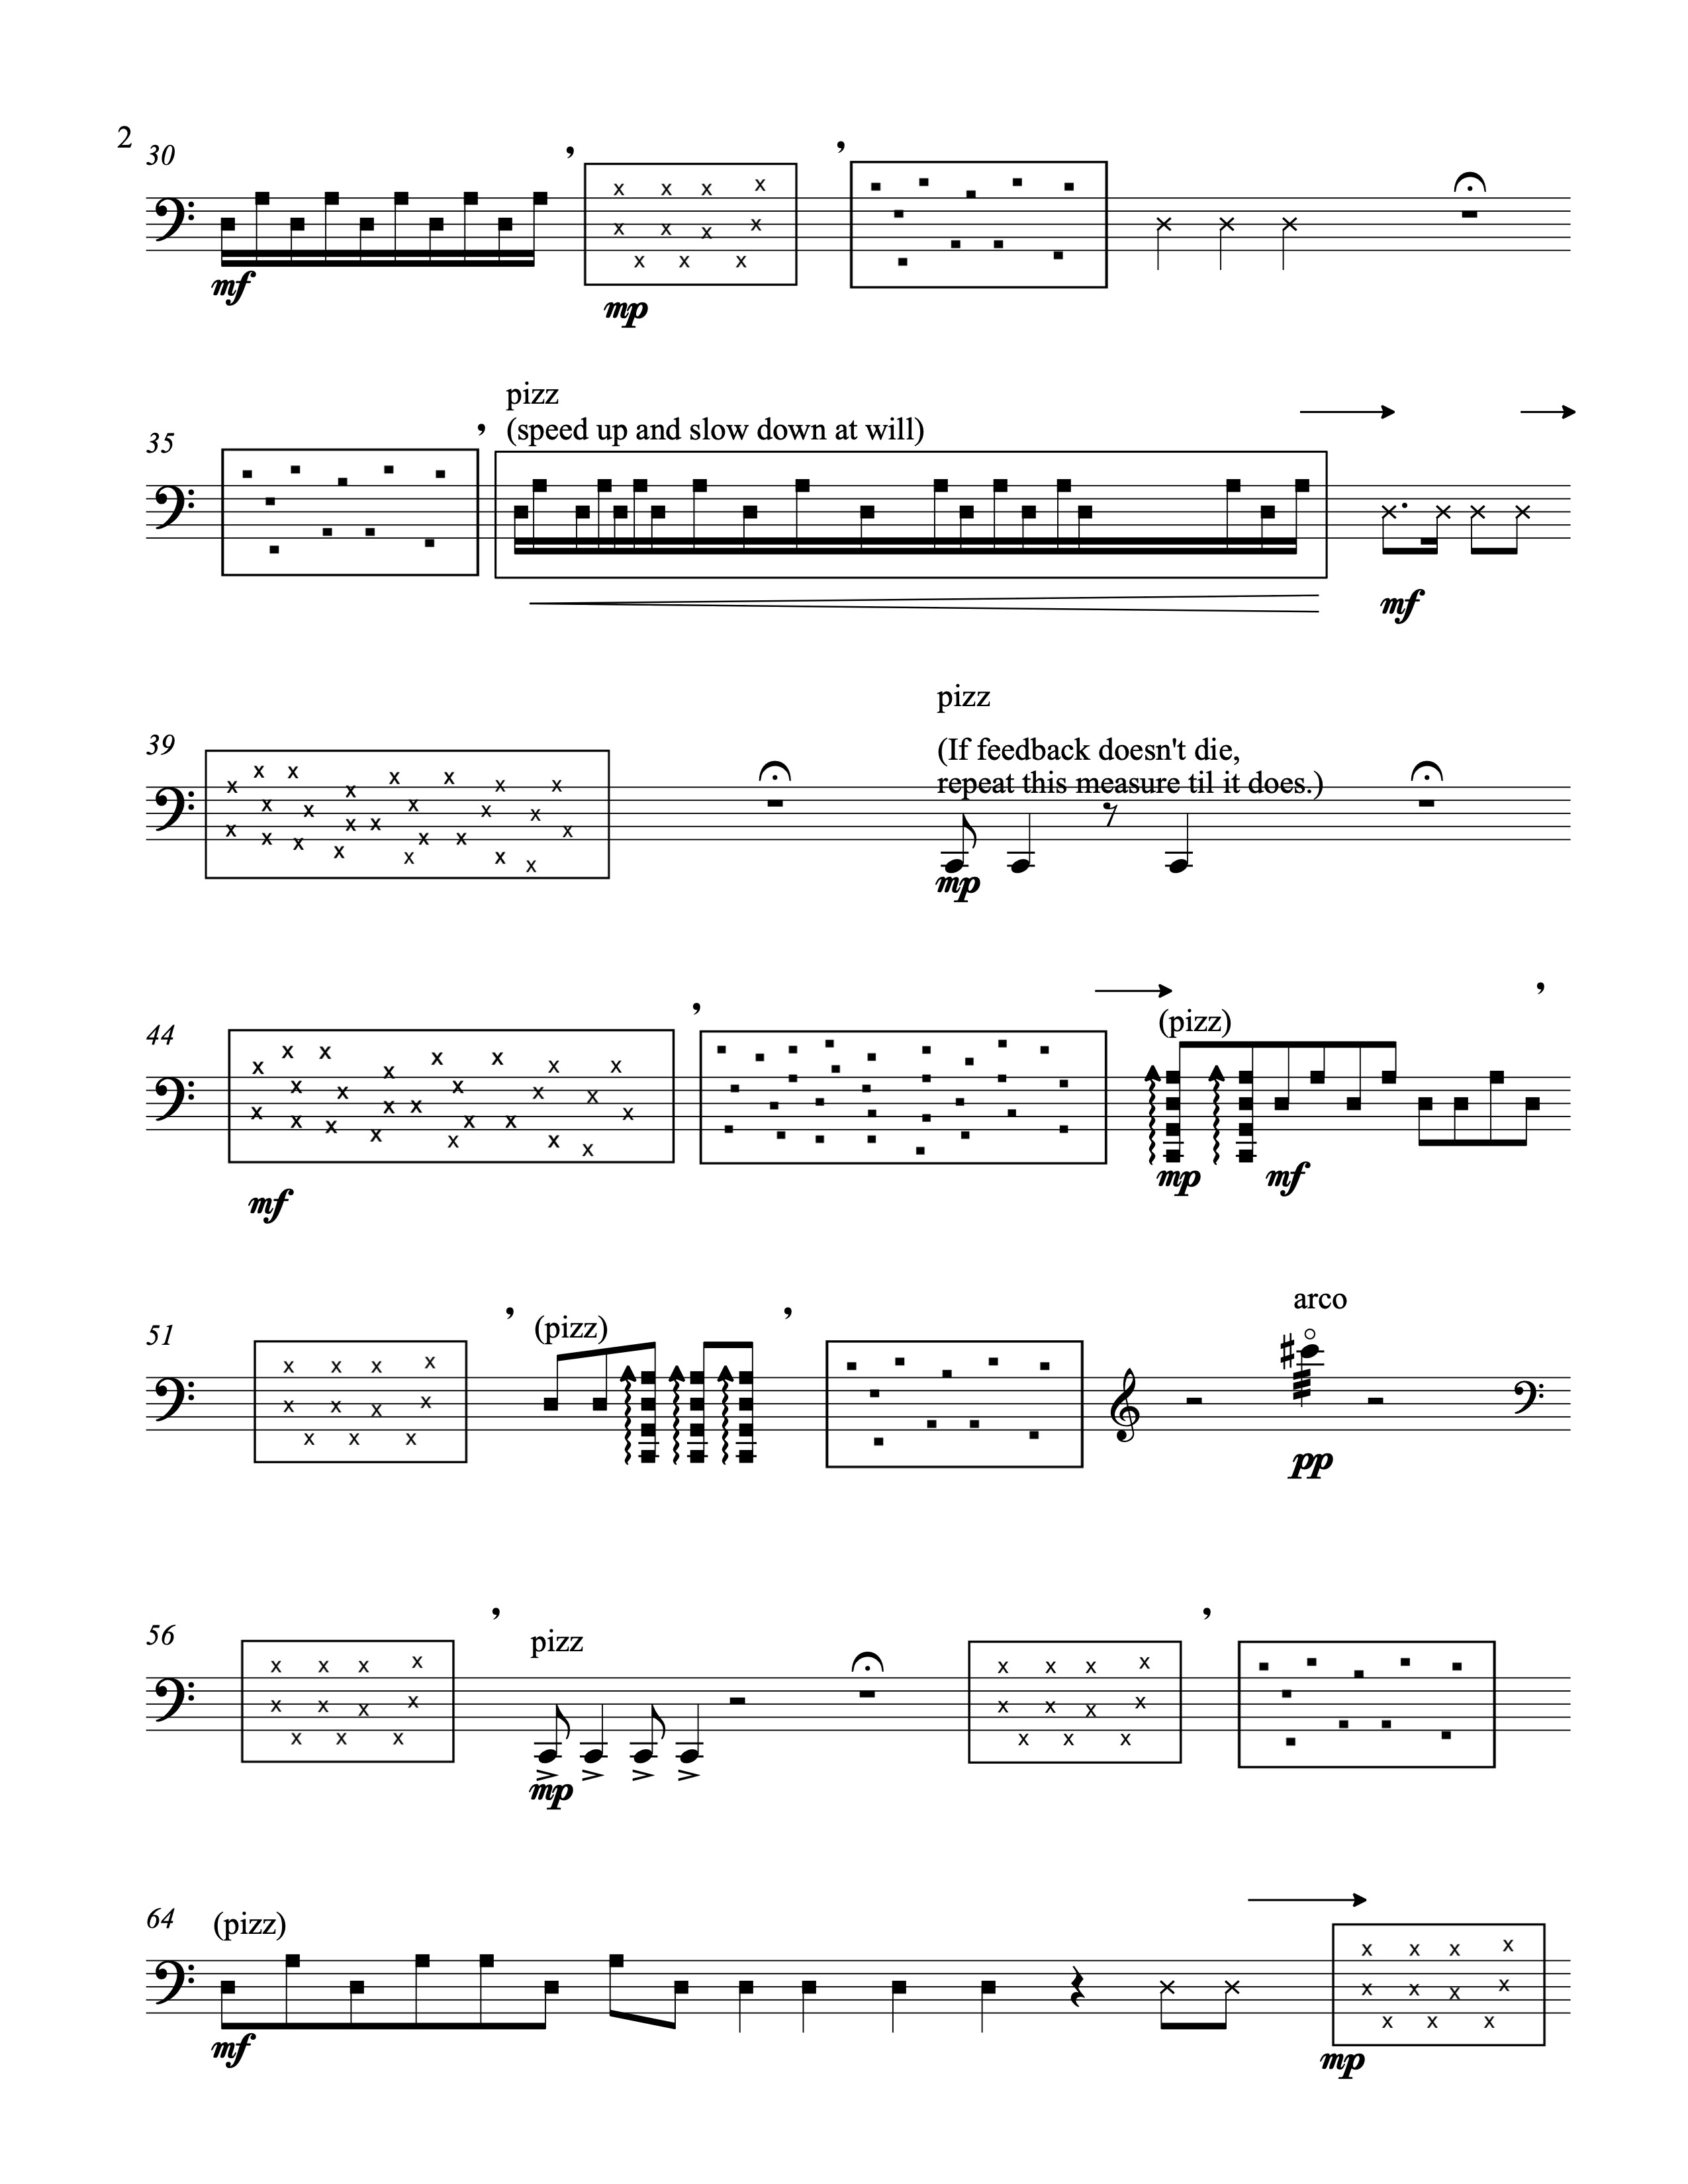 2
30
mf
mp
pizz
(speed up and slow down at will)
35
mf
pizz
39
(If feedback doesn't die,
repeat this measure til it does.)
mp
44
(pizz)
mp
mf
mf
arco
51
(pizz)
pp
56
pizz
mp
64
(pizz)
mf
mp